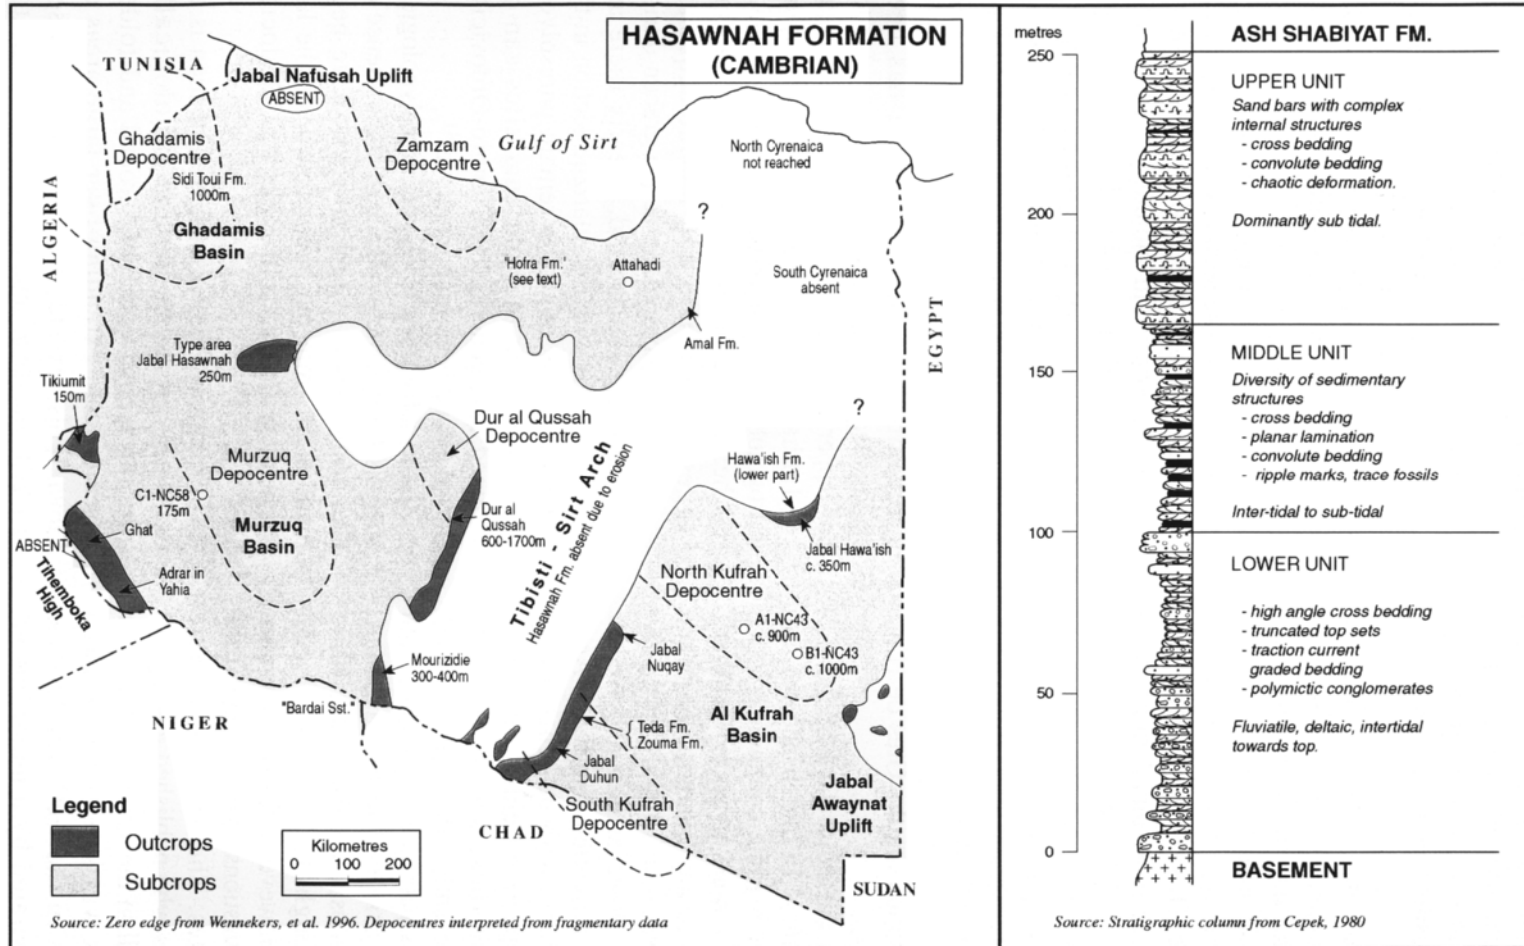 HASAWNAH FORMATION
(CAMBRIAN)
TUNISIA
Jabal Nafusah Uplift
ABSENT
Ghadamis
Depocentre
Sidi Toui Fm.
1000m
Zamzam
Depocentre
Gulf of Sirt
North Cyrenaica
not reached
ALGERIA
Ghadamis
Basin
?
'Hofra Fm.'
(see text)
Attahadi
South Cyrenaica
absent
EGYPT
Amal Fm.
Type area
Jabal Hasawnah
250m
Tikiumit
150m
Dur al Qussah
Depocentre
?
Murzuq
Depocentre
C1-NC58
175m
Murzuq
Basin
Dur al
Qussah
600-1700m
Tibisti - Sirt Arch
Hasawnah Fm. absent due to erosion
Hawa'ish Fm.
(lower part)
Jabal Hawa'ish
c. 350m
Ghat
ABSENT
Adrar in
Yahia
Tihemboka
High
North Kufrah
Depocentre
A1-NC43
c. 900m
B1-NC43
c. 1000m
Jabal
Nuqay
Mourizidie
300-400m
"Bardai Sst."
NIGER
Al Kufrah
Basin
Teda Fm.
Zouma Fm.
Jabal
Duhun
South Kufrah
Depocentre
Jabal
Awaynat
Uplift
CHAD
SUDAN
Legend
Outcrops
Subcrops
Kilometres
0 100 200
Source: Zero edge from Wennekers, et al. 1996. Depocentres interpreted from fragmentary data
metres
250
200
150
100
50
0
ASH SHABIYAT FM.
UPPER UNIT
Sand bars with complex
internal structures
- cross bedding
- convolute bedding
- chaotic deformation.
Dominantly sub tidal.
MIDDLE UNIT
Diversity of sedimentary
structures
- cross bedding
- planar lamination
- convolute bedding
- ripple marks, trace fossils
Inter-tidal to sub-tidal
LOWER UNIT
- high angle cross bedding
- truncated top sets
- traction current
graded bedding
- polymictic conglomerates
Fluviatile, deltaic, intertidal
towards top.
BASEMENT
Source: Stratigraphic column from Cepek, 1980